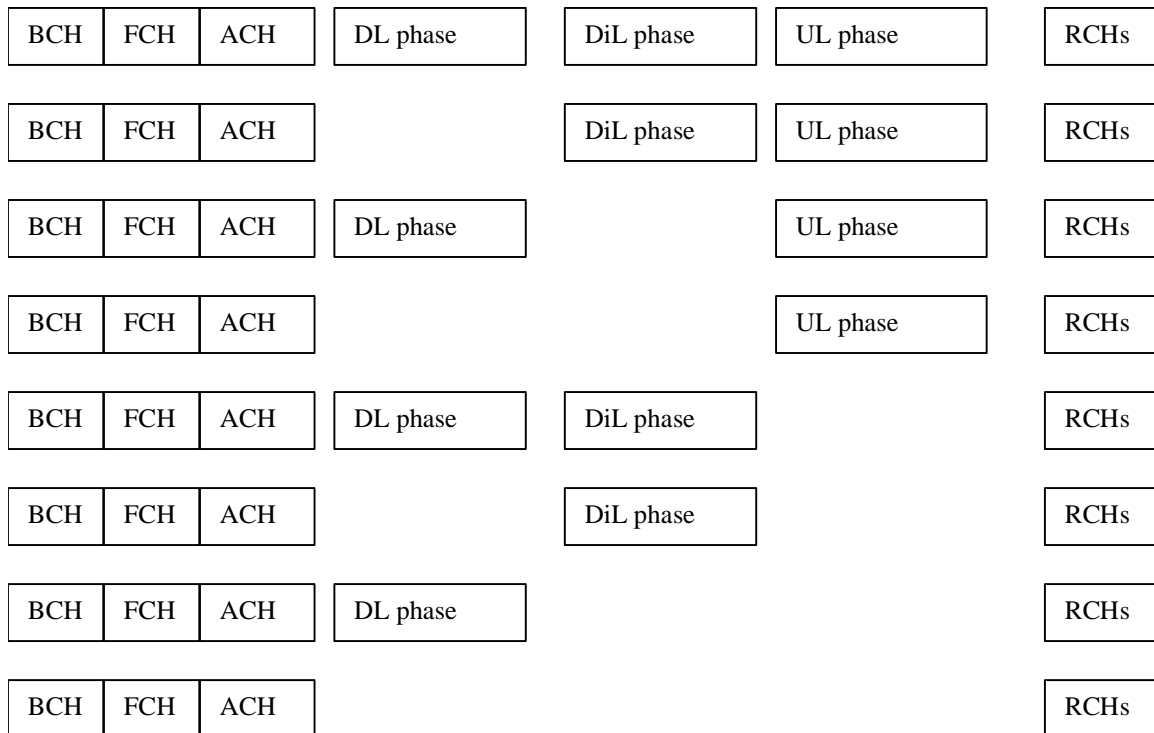 BCH FCH ACH DL phase DiL phase UL phase RCHs
BCH FCH ACH DiL phase UL phase RCHs
BCH FCH ACH DL phase UL phase RCHs
BCH FCH ACH UL phase RCHs
BCH FCH ACH DL phase DiL phase RCHs
BCH FCH ACH DiL phase RCHs
BCH FCH ACH DL phase RCHs
BCH FCH ACH RCHs